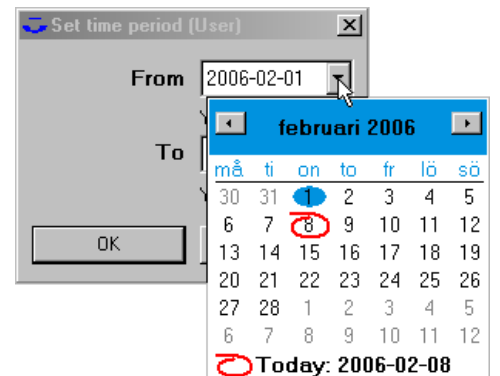 Set time period (User)
From 2006-02-01
To
OK
februari 2006
må ti on to fr lö sö
30 31 1 2 3 4 5
6 7 8 9 10 11 12
13 14 15 16 17 18 19
20 21 22 23 24 25 26
27 28 1 2 3 4 5
6 7 8 9 10 11 12
Today: 2006-02-08